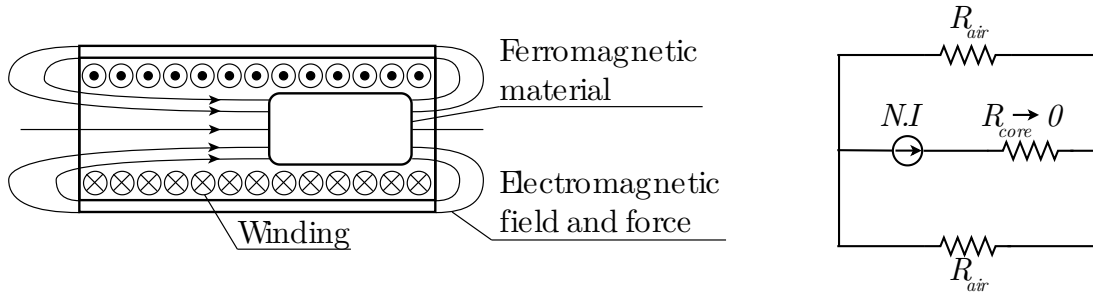 Ferromagnetic
material
Electromagnetic
field and force
Winding
R_air
N.I
R_core → 0
R_air